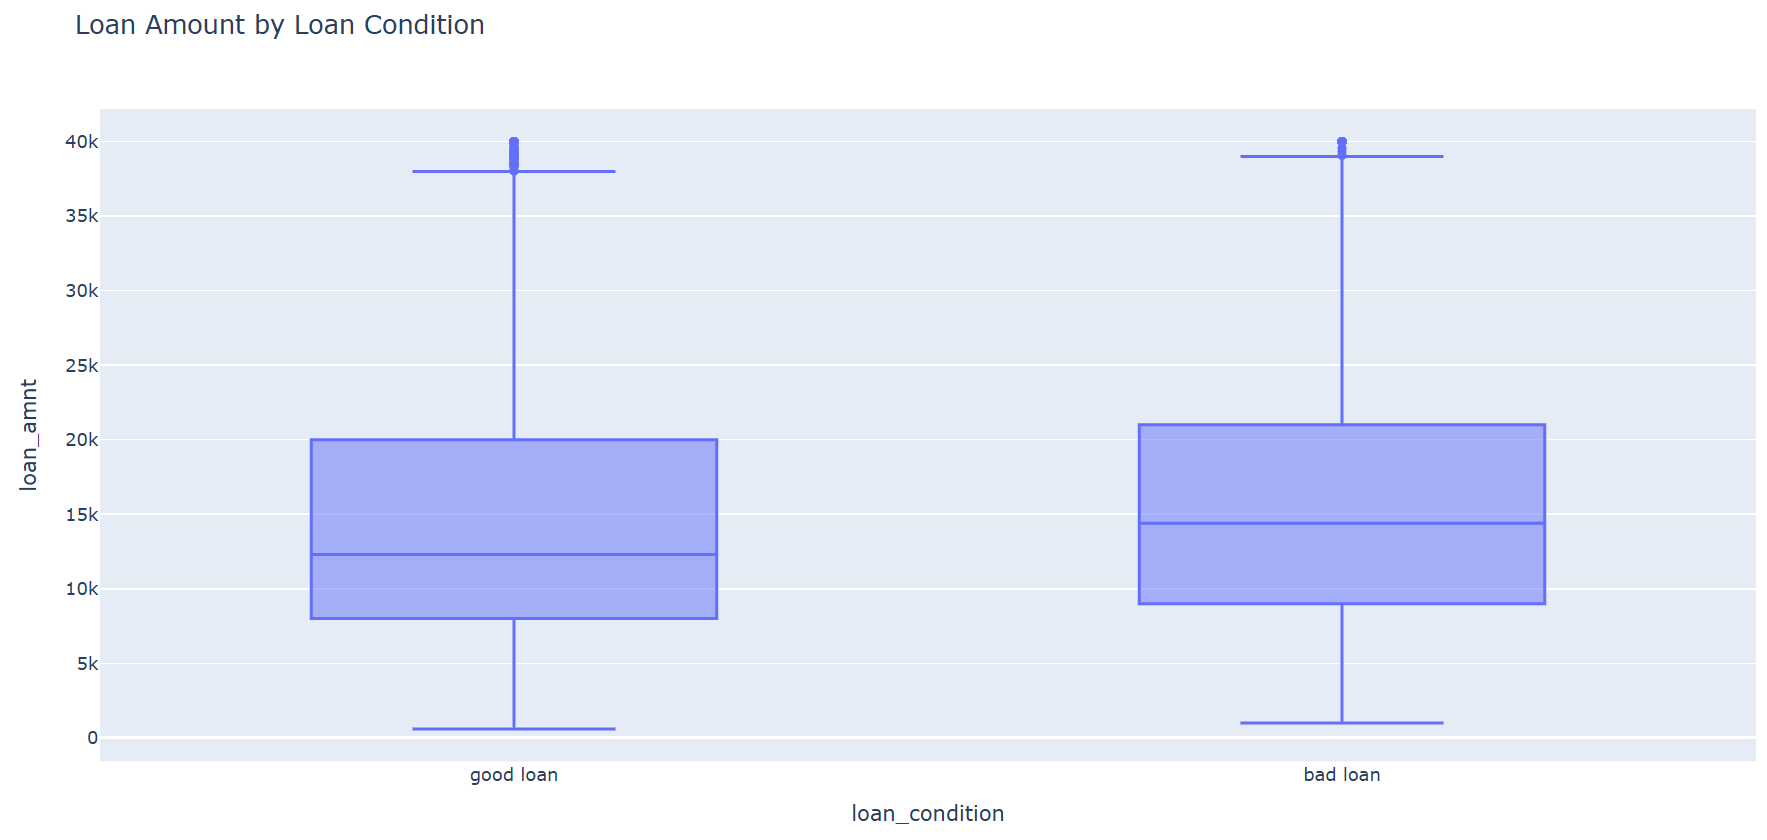 Loan Amount by Loan Condition
40k
35k
30k
25k
20k
15k
10k
5k
0
loan_amnt
good loan
bad loan
loan_condition